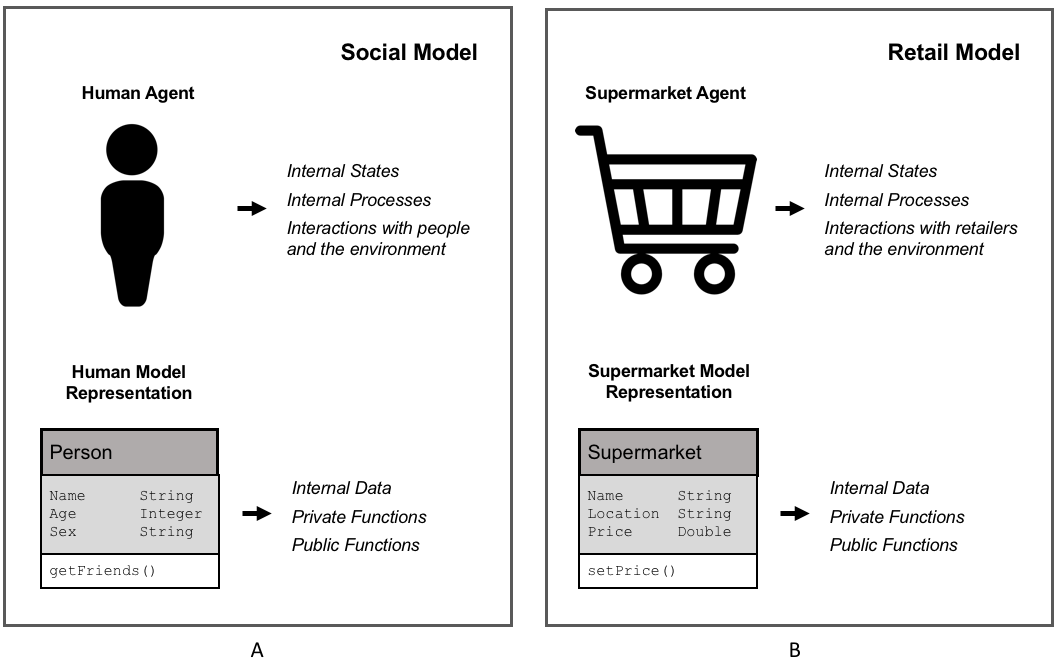 Social Model
Human Agent
Internal States
Internal Processes
Interactions with people
and the environment
Human Model
Representation
Person
Name String
Age Integer
Sex String
getFriends()
Internal Data
Private Functions
Public Functions
A
Retail Model
Supermarket Agent
Internal States
Internal Processes
Interactions with retailers
and the environment
Supermarket Model
Representation
Supermarket
Name String
Location String
Price Double
setPrice()
Internal Data
Private Functions
Public Functions
B